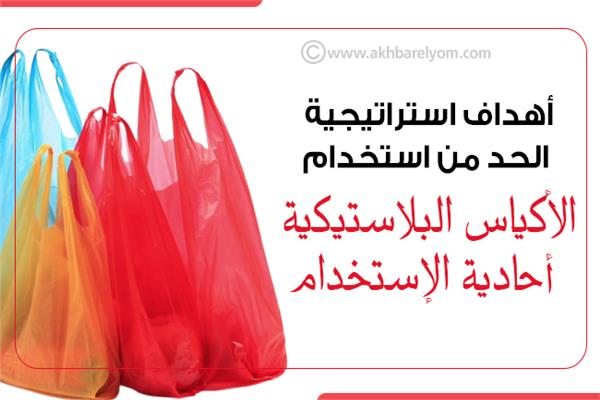 ©www.akhbarelyom.com
أهداف استراتيجية
الحد من استخدام
الأكياس البلاستيكية
أحادية الإستخدام